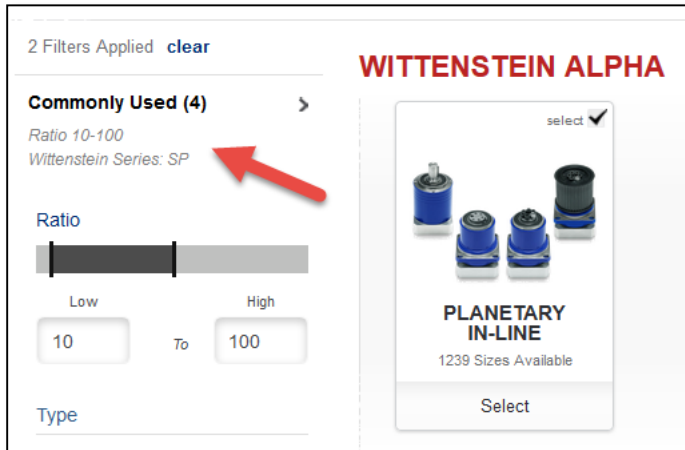 2 Filters Applied clear
Commonly Used (4)
Ratio 10-100
Wittenstein Series: SP
Ratio
Low High
10 To 100
Type
WITTENSTEIN ALPHA
select
PLANETARY
IN-LINE
1239 Sizes Available
Select